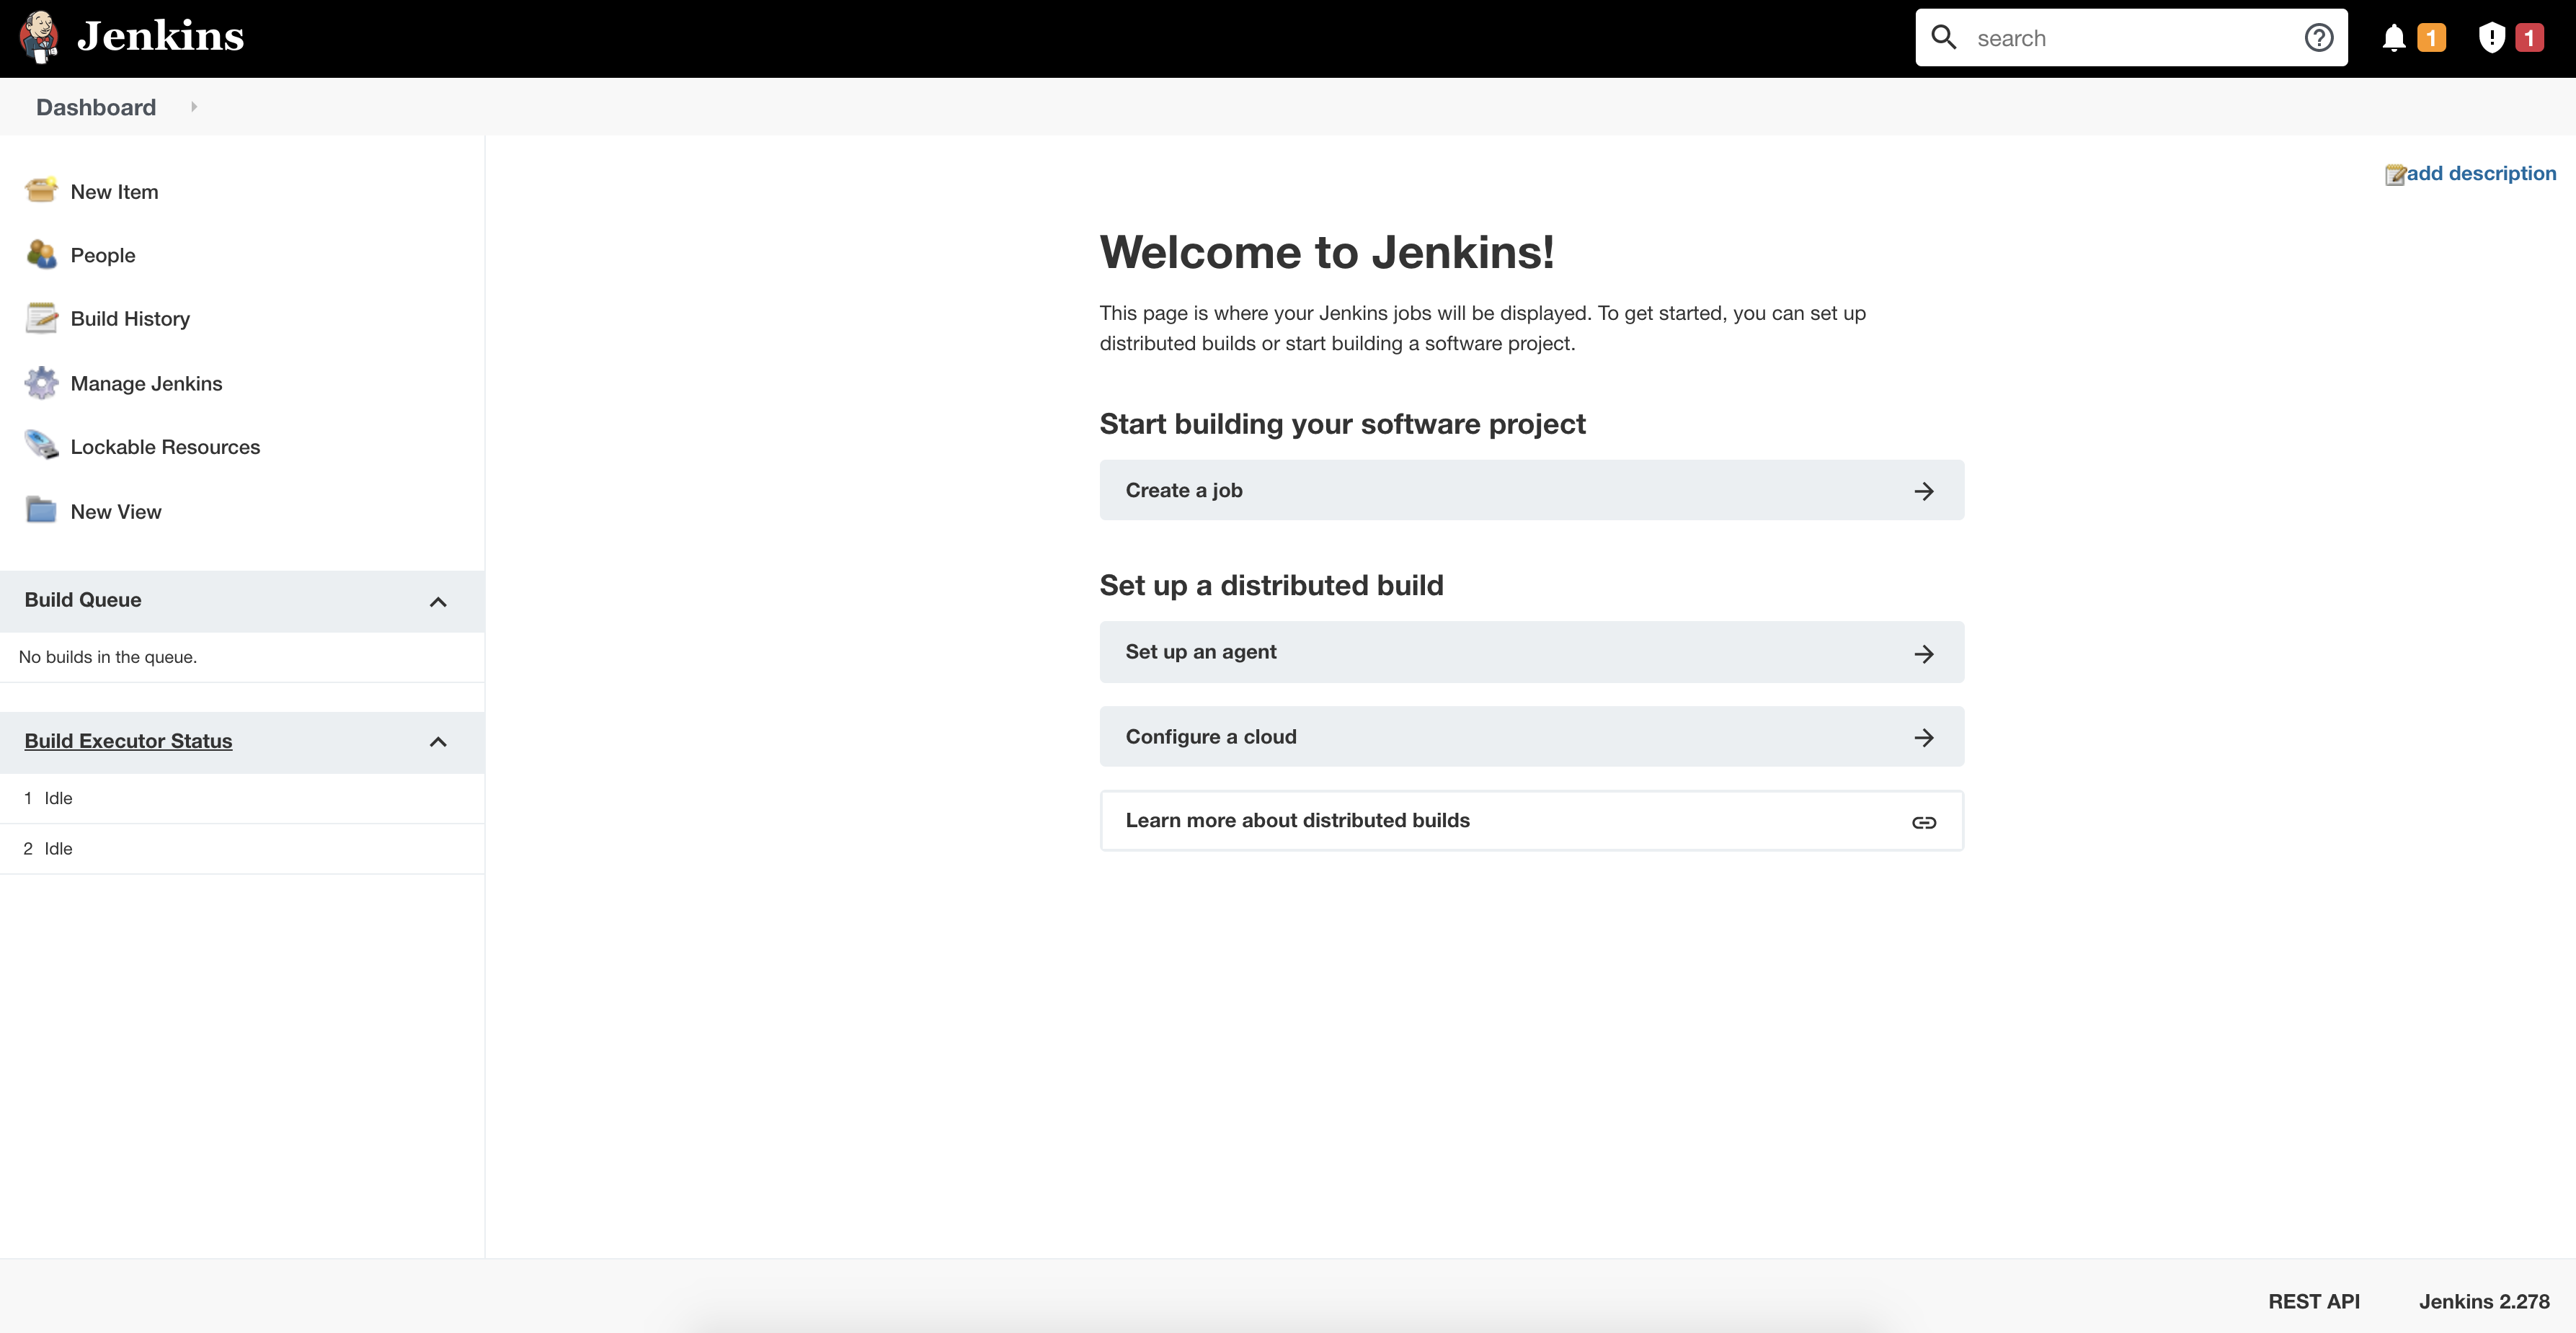 Jenkins
search
1
1
Dashboard
add description
New Item
People
Build History
Manage Jenkins
Lockable Resources
New View
Build Queue
No builds in the queue.
Build Executor Status
1 Idle
2 Idle
Welcome to Jenkins!
This page is where your Jenkins jobs will be displayed. To get started, you can set up
distributed builds or start building a software project.
Start building your software project
Create a job
Set up a distributed build
Set up an agent
Configure a cloud
Learn more about distributed builds
REST API
Jenkins 2.278